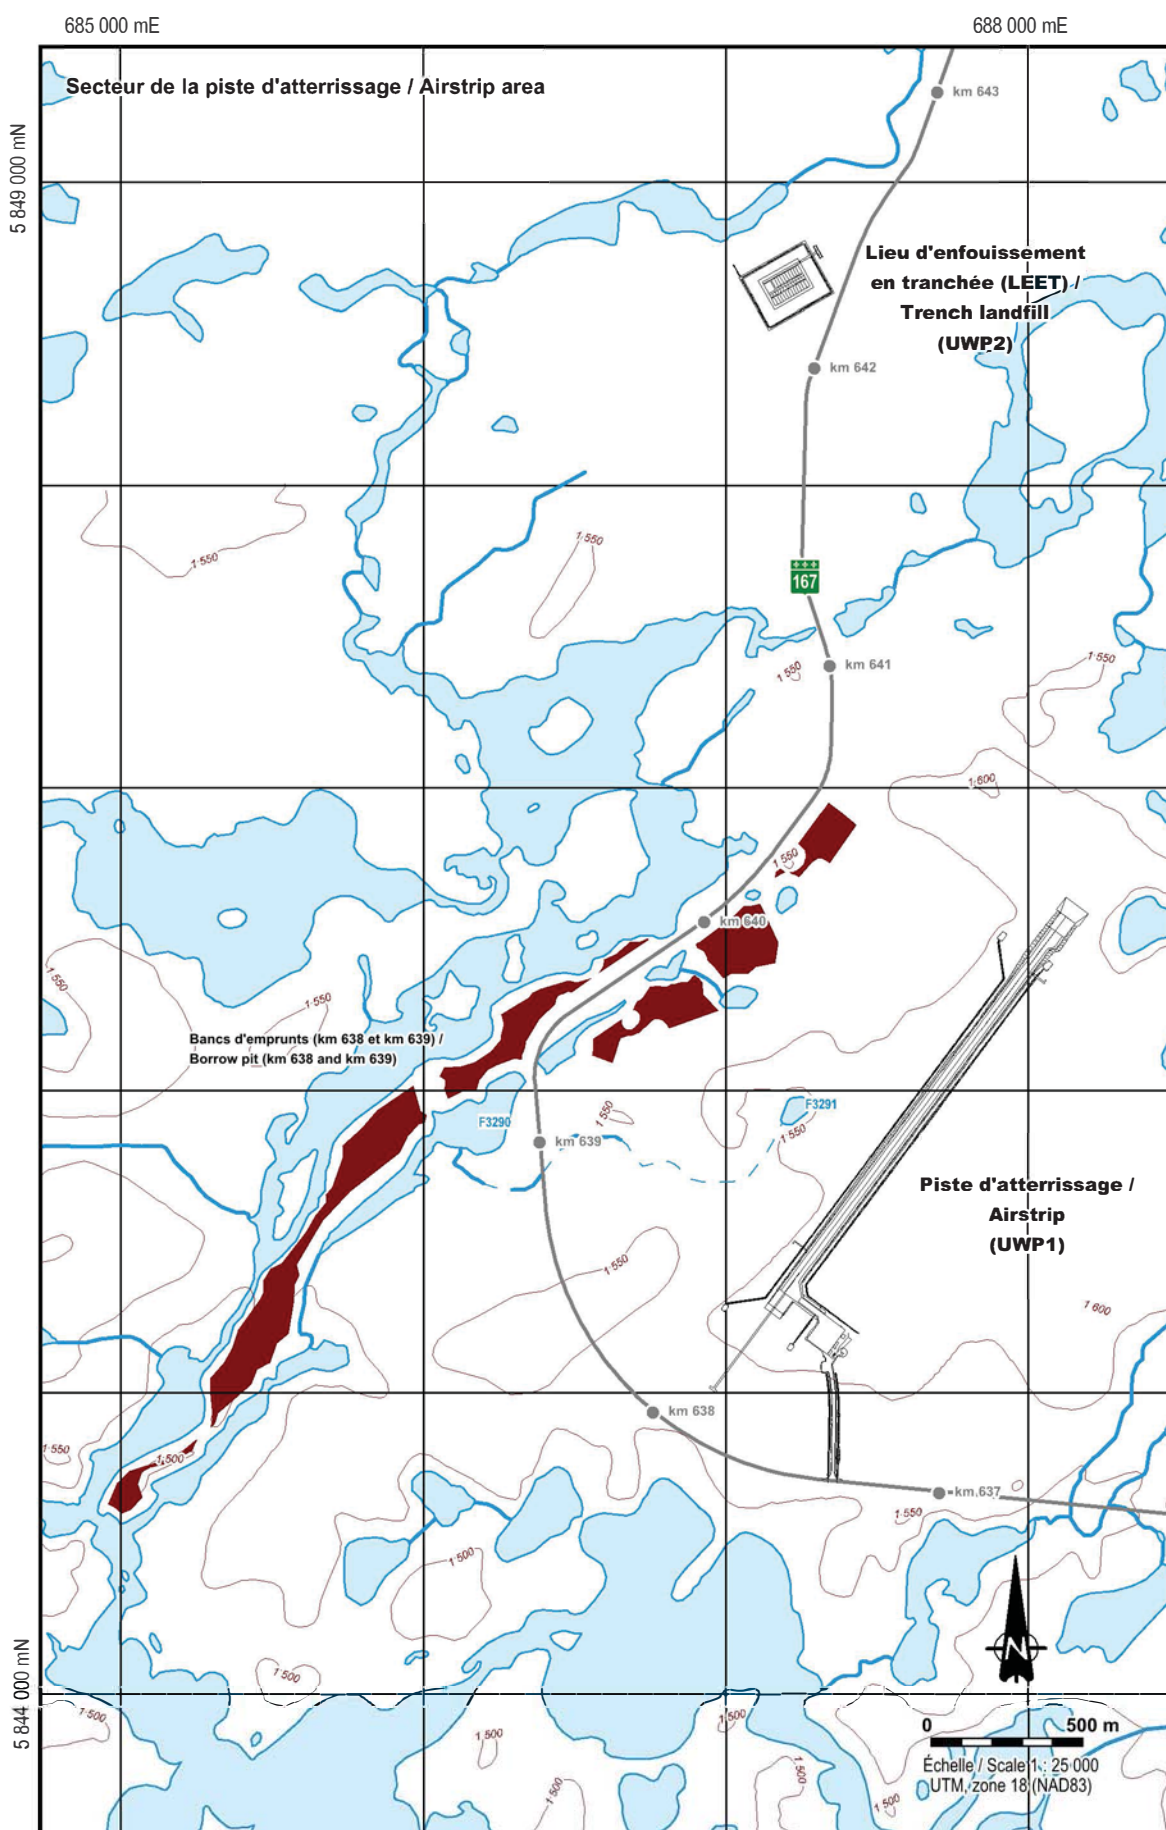 685 000 mE
688 000 mE
Secteur de la piste d'atterrissage / Airstrip area
km 643
5 849 000 mN
Lieu d'enfouissement
en tranchée (LEET) /
Trench landfill
(UWP2)
km 642
1 550
1 550
167
km 641
1 550
1 550
1 600
1 550
km 640
1 550
1 550
Bancs d'emprunts (km 638 et km 639) /
Borrow pit (km 638 and km 639)
F3290
F3291
1 550
1 550
km 639
Piste d'atterrissage /
Airstrip
(UWP1)
1 550
1 600
km 638
1 550
1 500
km 637
1 550
1 500
1 500
5 844 000 mN
1 500
1 500
1 500
0 500 m
Échelle / Scale 1 : 25 000
UTM, zone 18 (NAD83)
1 500
1 500
1 500
N